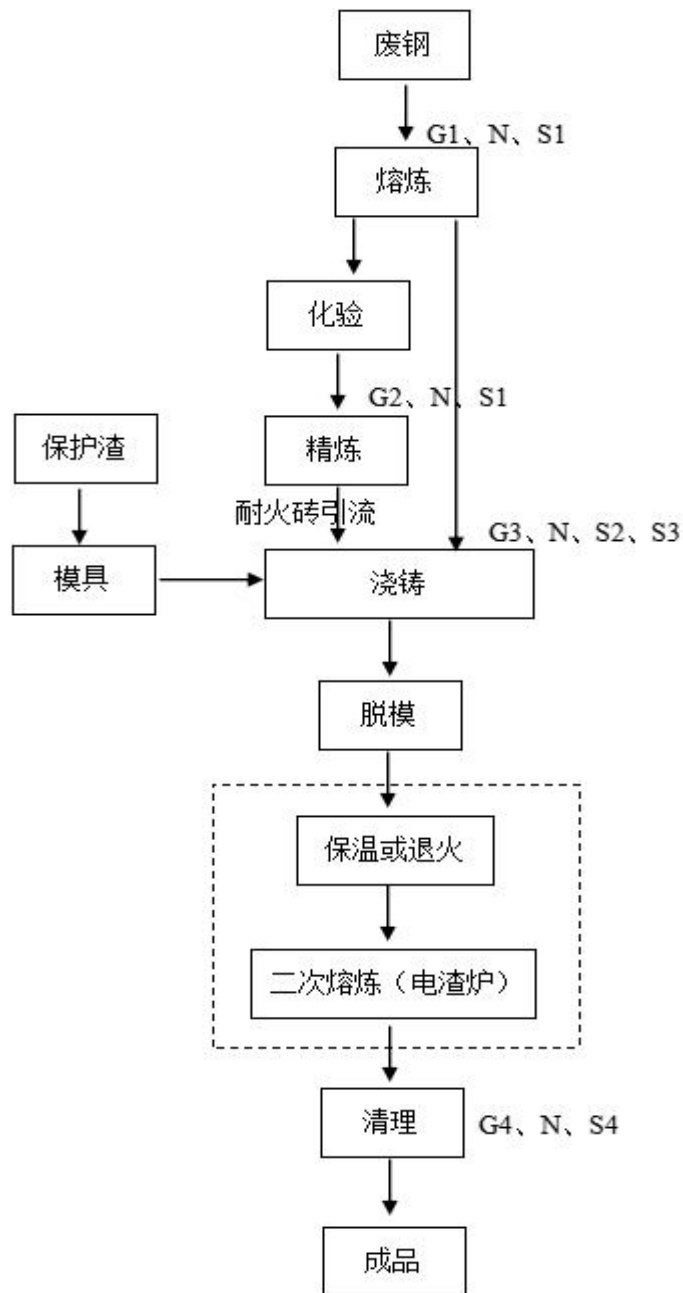 废钢
G1、N、S1
熔炼
化验
G2、N、S1
保护渣
精炼
耐火砖引流
G3、N、S2、S3
模具
浇铸
脱模
保温或退火
二次熔炼（电渣炉）
清理
G4、N、S4
成品